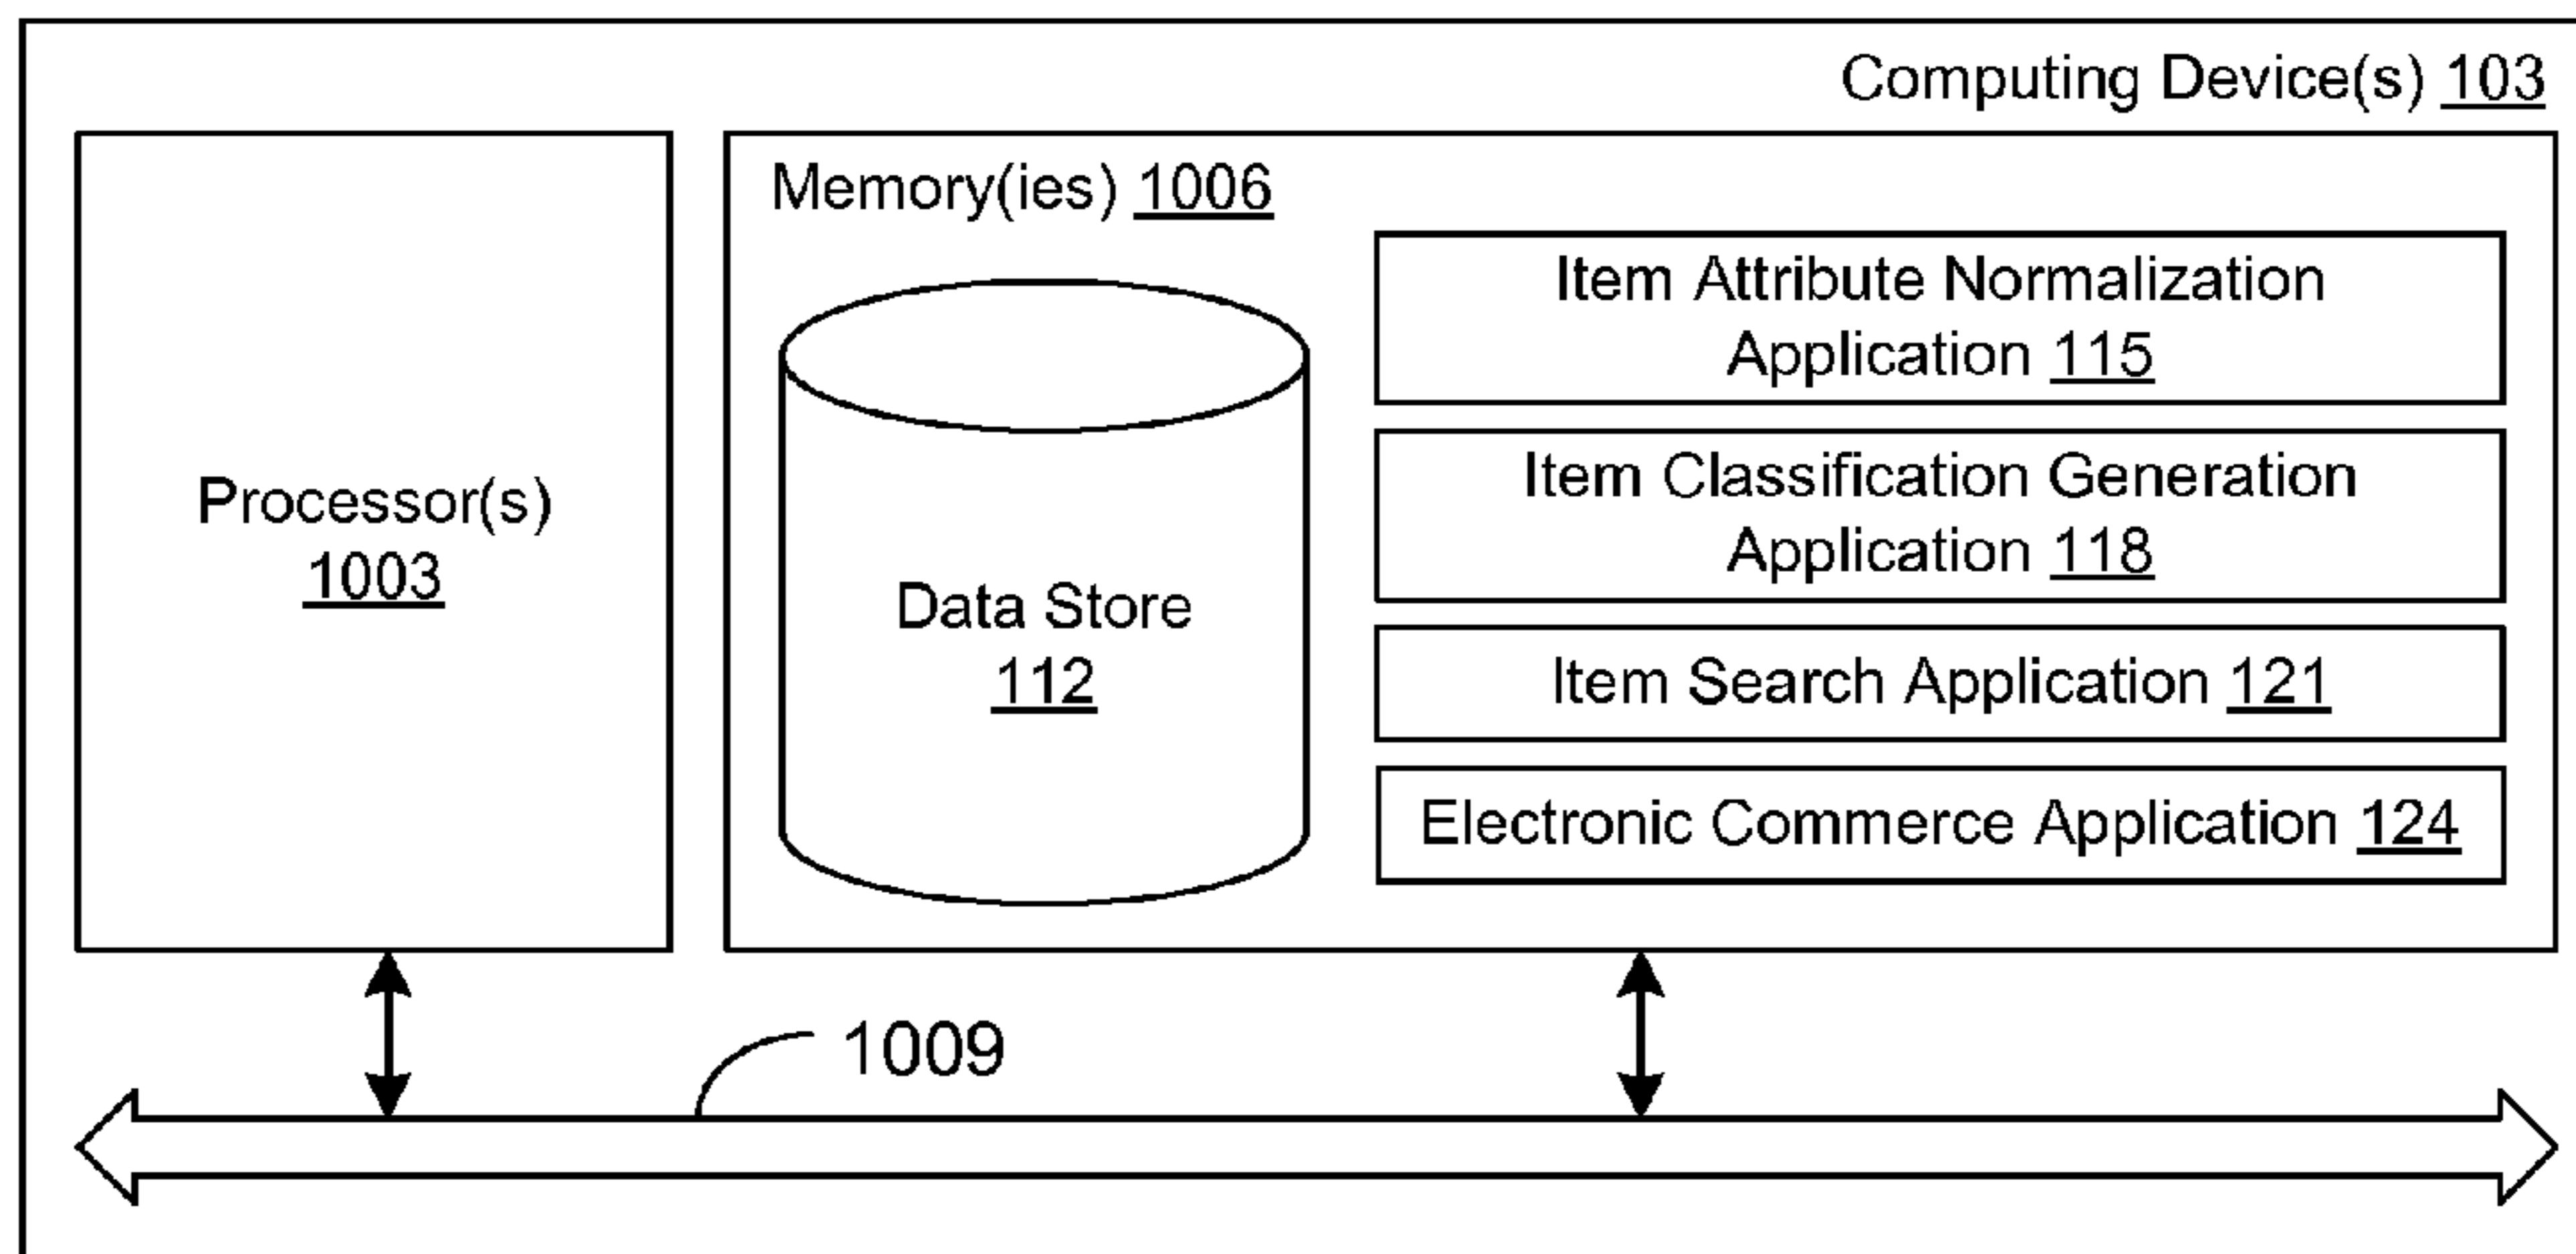 Computing Device(s) 103
Processor(s)
1003
Memory(ies) 1006
Data Store
112
Item Attribute Normalization
Application 115
Item Classification Generation
Application 118
Item Search Application 121
Electronic Commerce Application 124
1009